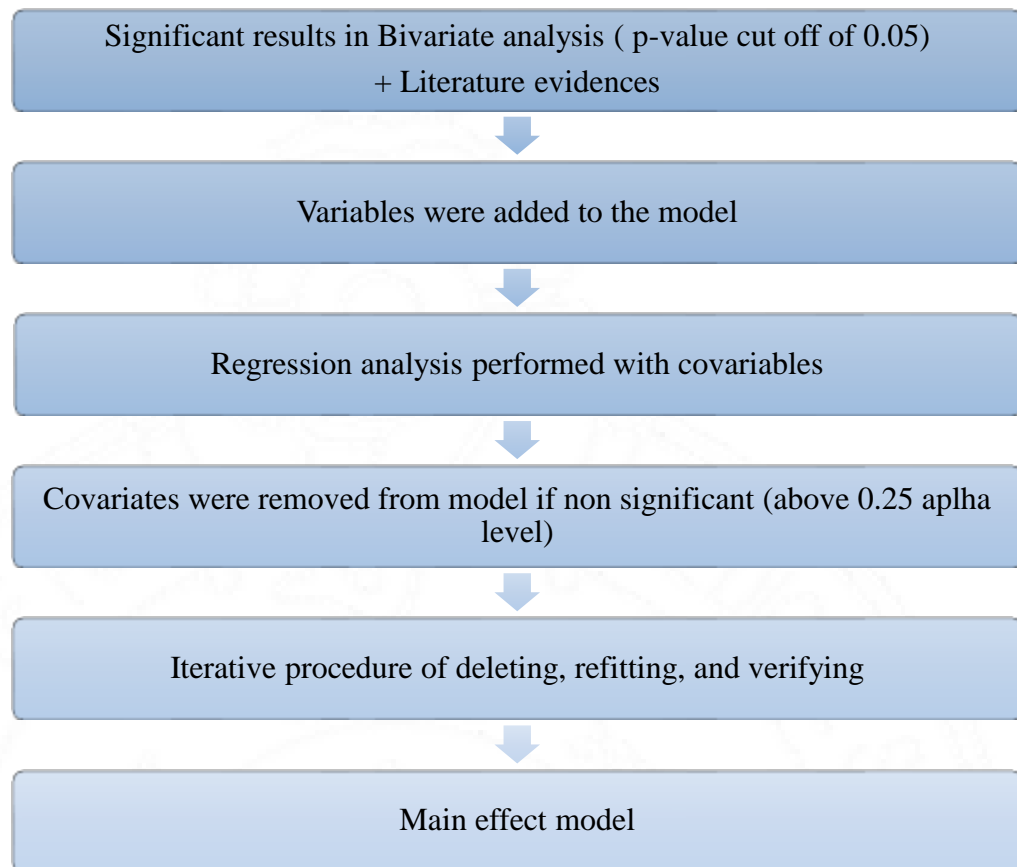 Significant results in Bivariate analysis ( p-value cut off of 0.05)
+ Literature evidences
Variables were added to the model
Regression analysis performed with covariables
Covariates were removed from model if non significant (above 0.25 aplha
level)
Iterative procedure of deleting, refitting, and verifying
Main effect model